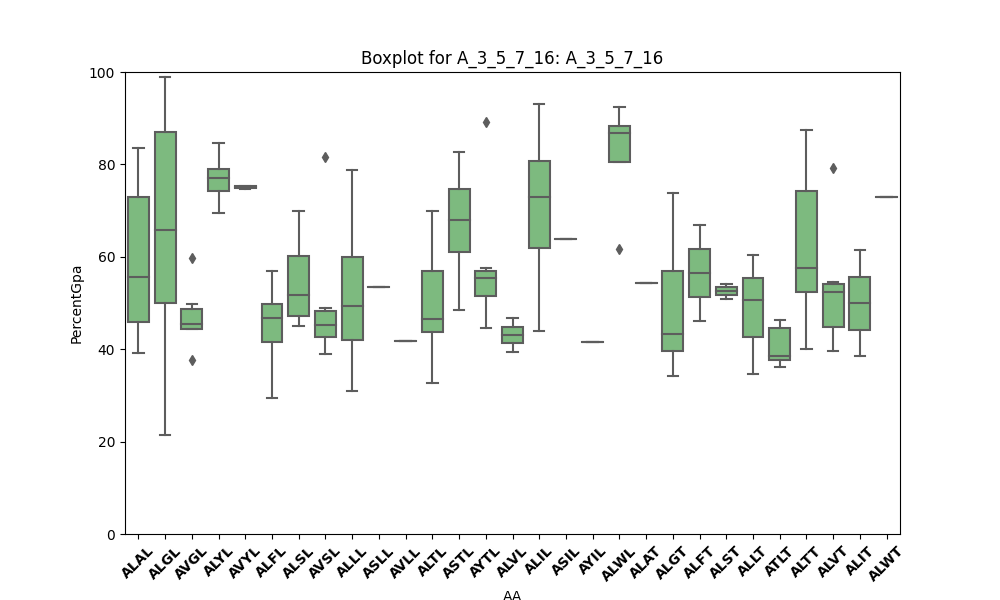 Boxplot for A_3_5_7_16: A_3_5_7_16
100
80
60
40
20
0
PercentGpa
ALAL ALGL AVGL ALYL AVYL ALFL ALSL AVSL ALLL ASLL AVLL ALTL ASTL AYTL ALVL ALIL ASIL AYIL ALWL ALAT ALGT ALFT ALST ALLT ATLT ALTT ALVT ALIT ALWT
AA